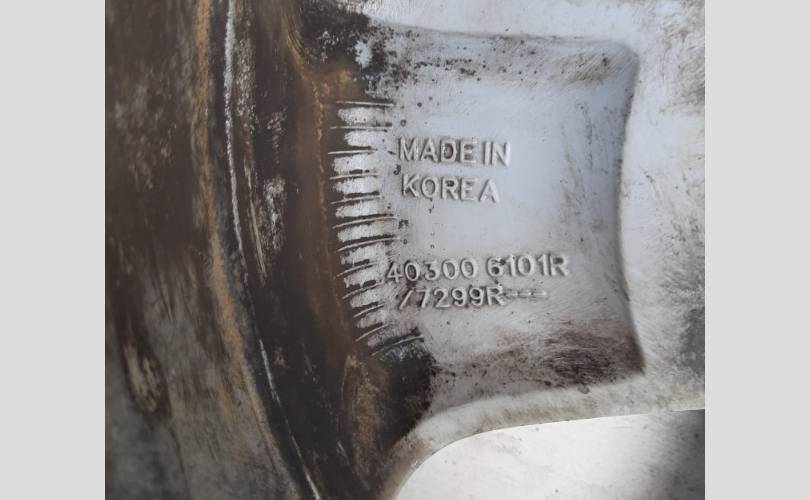 MADE IN
KOREA
40300 6101R
/7299R---